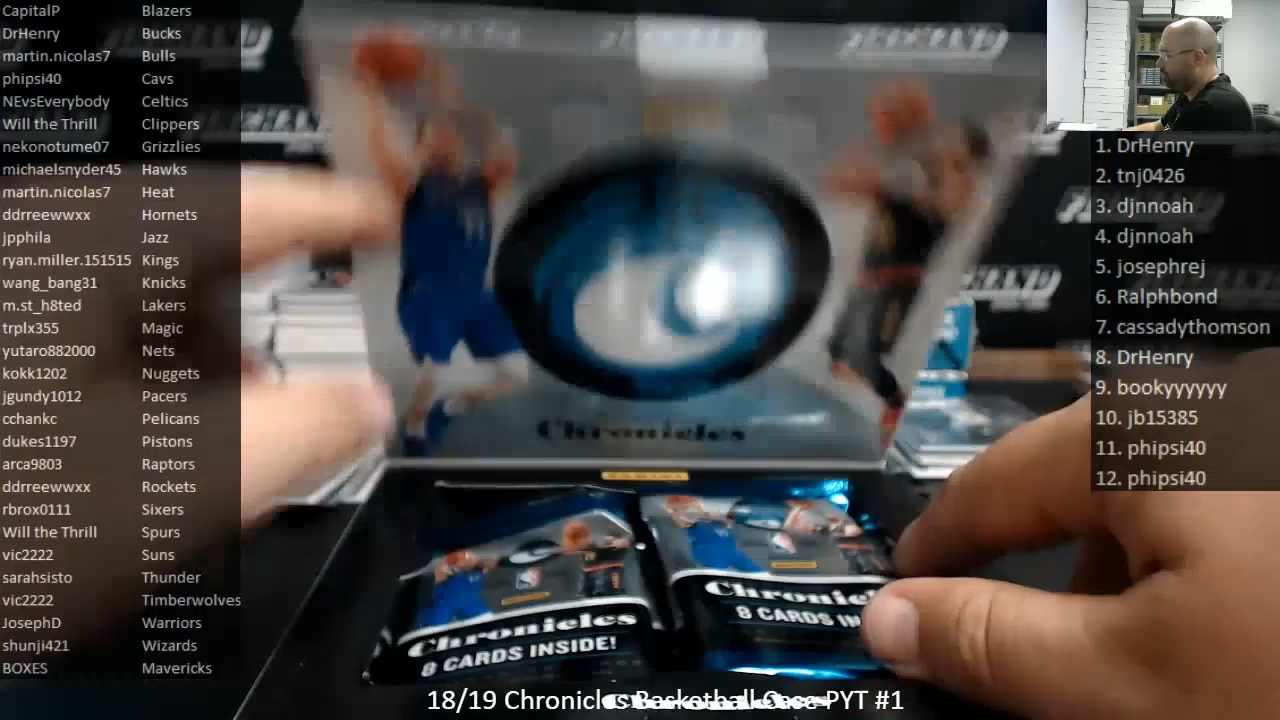 CapitalP Blazers
DrHenry Bucks
martin.nicolas7 Bulls
phipsi40 Cavs
NEvsEverybody Celtics
Will the Thrill Clippers
nekonotume07 Grizzlies
michaelsnyder45 Hawks
martin.nicolas7 Heat
ddrreewwxx Hornets
jpphila Jazz
ryan.miller.151515 Kings
wang_bang31 Knicks
m.st_h8ted Lakers
trplx355 Magic
yutaro882000 Nets
kokk1202 Nuggets
jgundy1012 Pacers
cchankc Pelicans
dukes1197 Pistons
arca9803 Raptors
ddrreewwxx Rockets
rbrox0111 Sixers
Will the Thrill Spurs
vic2222 Suns
sarahsisto Thunder
vic2222 Timberwolves
JosephD Warriors
shunji421 Wizards
BOXES Mavericks
1. DrHenry
2. tnj0426
3. djnnoah
4. djnnoah
5. josephrej
6. Ralphbond
7. cassadythomson
8. DrHenry
9. bookyyyyyy
10. jb15385
11. phipsi40
12. phipsi40
Chronicles
PANINI
Chronicles
8 CARDS INSIDE!
8 CARDS
18/19 Chronicles Basketball Case PYT #1